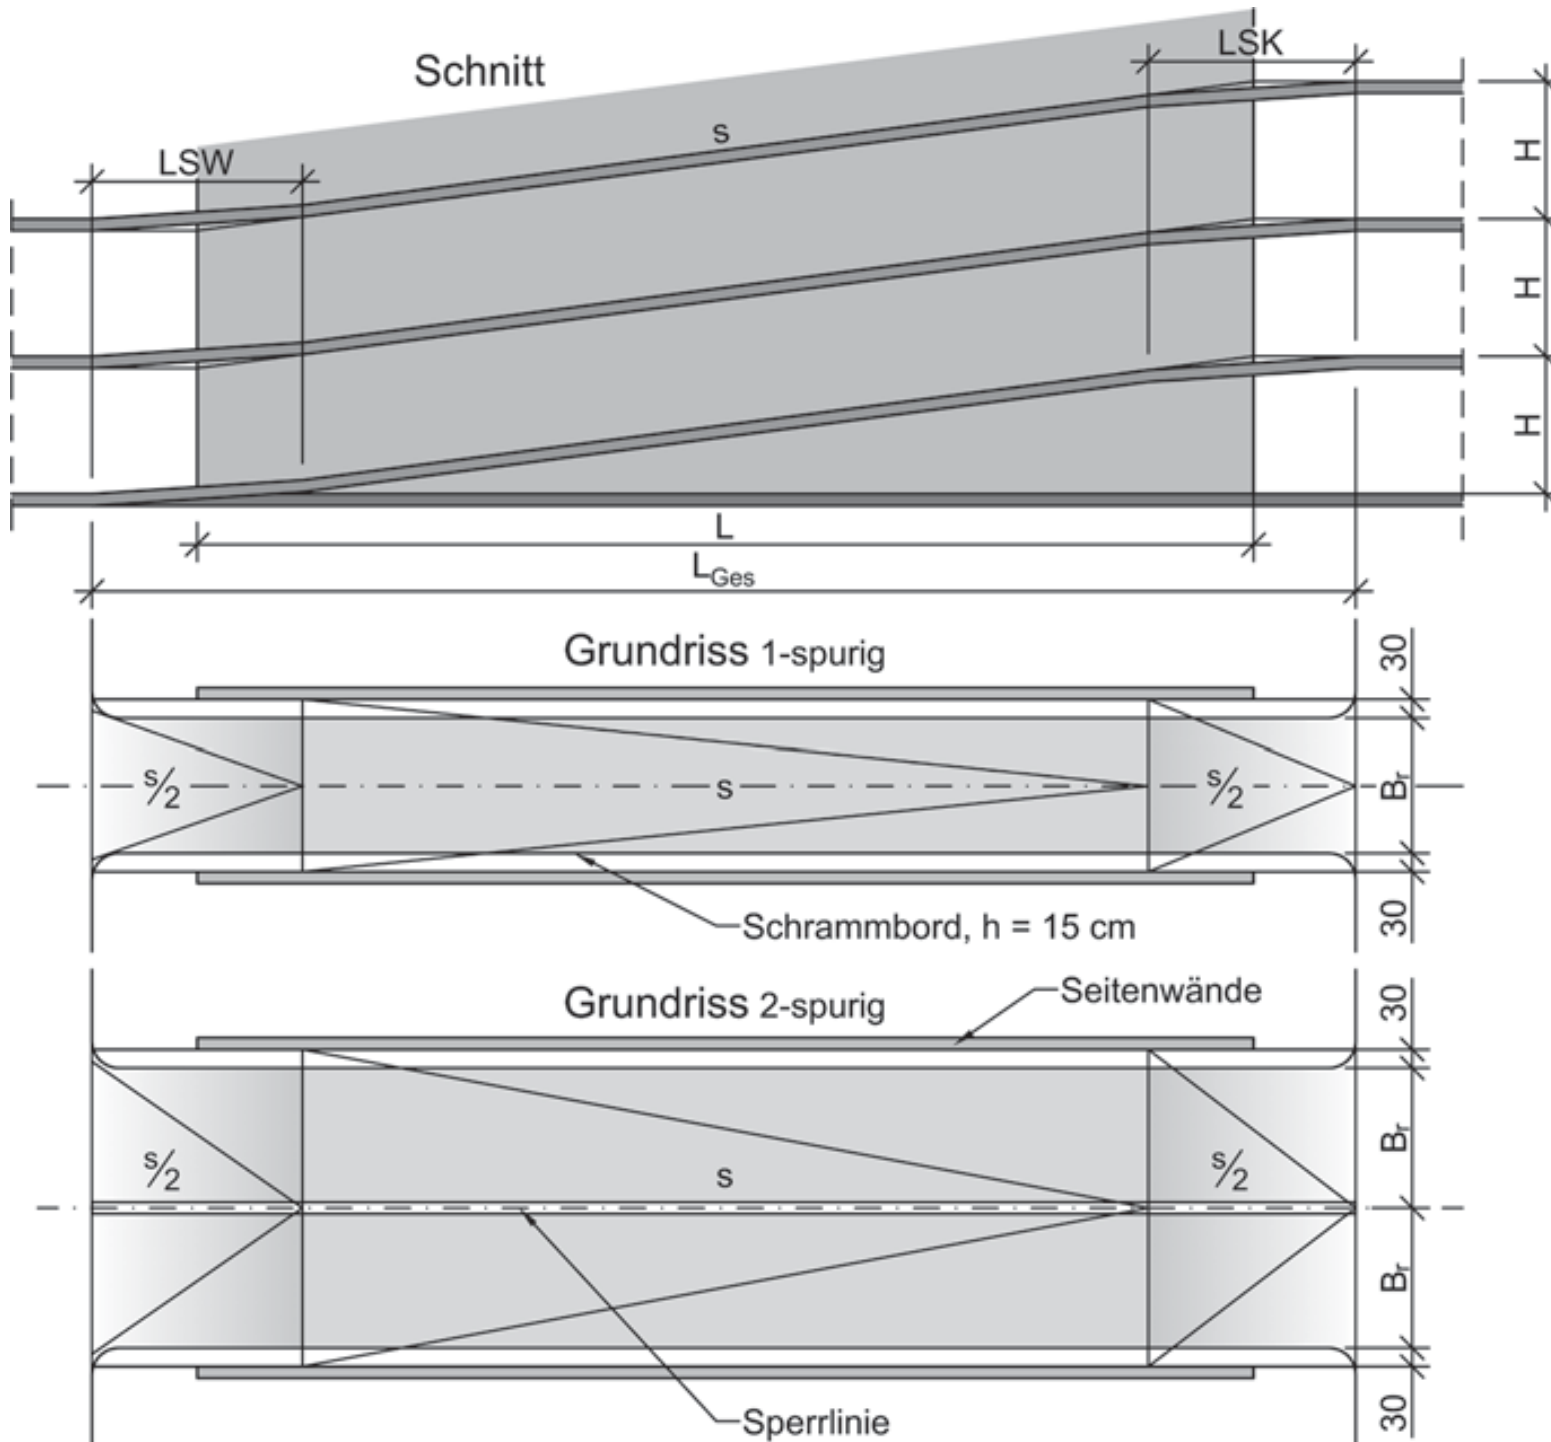 Schnitt
LSK
s
LSW
H
H
H
L
L_Ges
Grundriss 1-spurig
30
s/2
s
s/2
Br
Schrammbord, h = 15 cm
30
Grundriss 2-spurig
Seitenwände
30
s/2
s
s/2
Br
Br
Sperrlinie
30